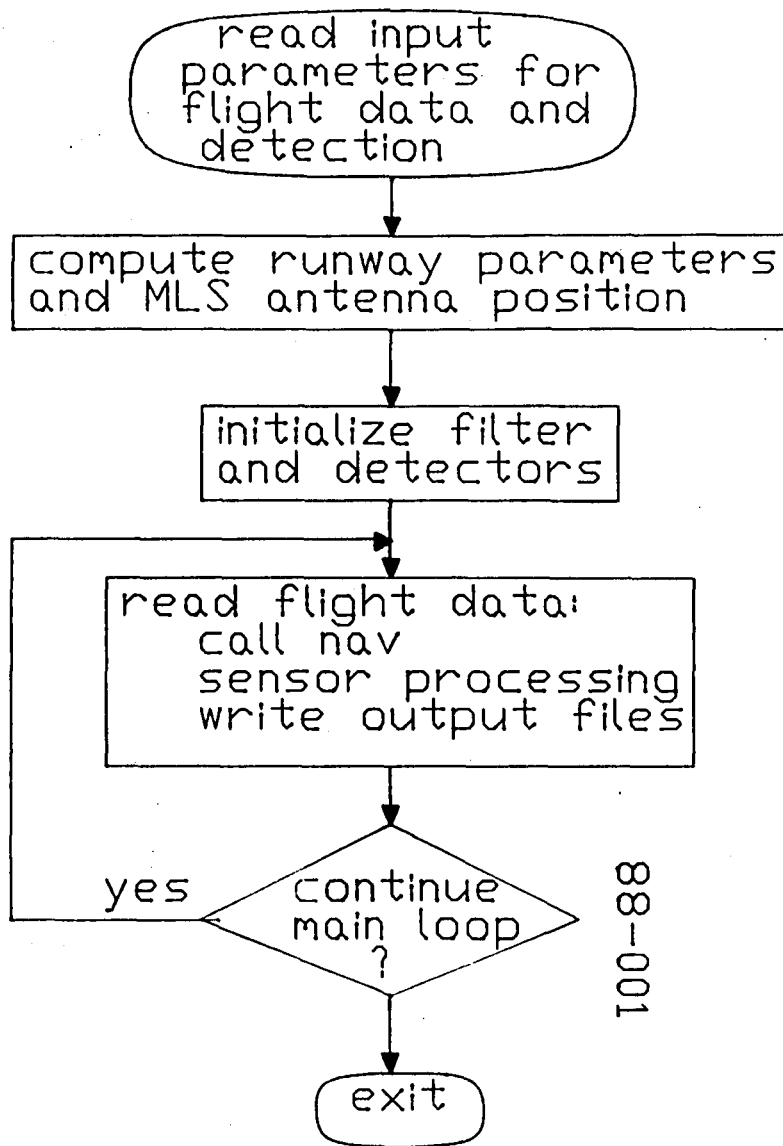 read input
parameters for
flight data and
detection
compute runway parameters
and MLS antenna position
initialize filter
and detectors
read flight data:
call nav
sensor processing
write output files
yes
continue
main loop
?
88-001
exit